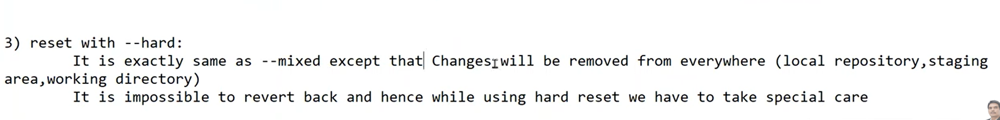 3) reset with --hard:
It is exactly same as --mixed except that Changes will be removed from everywhere (local repository,staging
area,working directory)
It is impossible to revert back and hence while using hard reset we have to take special care